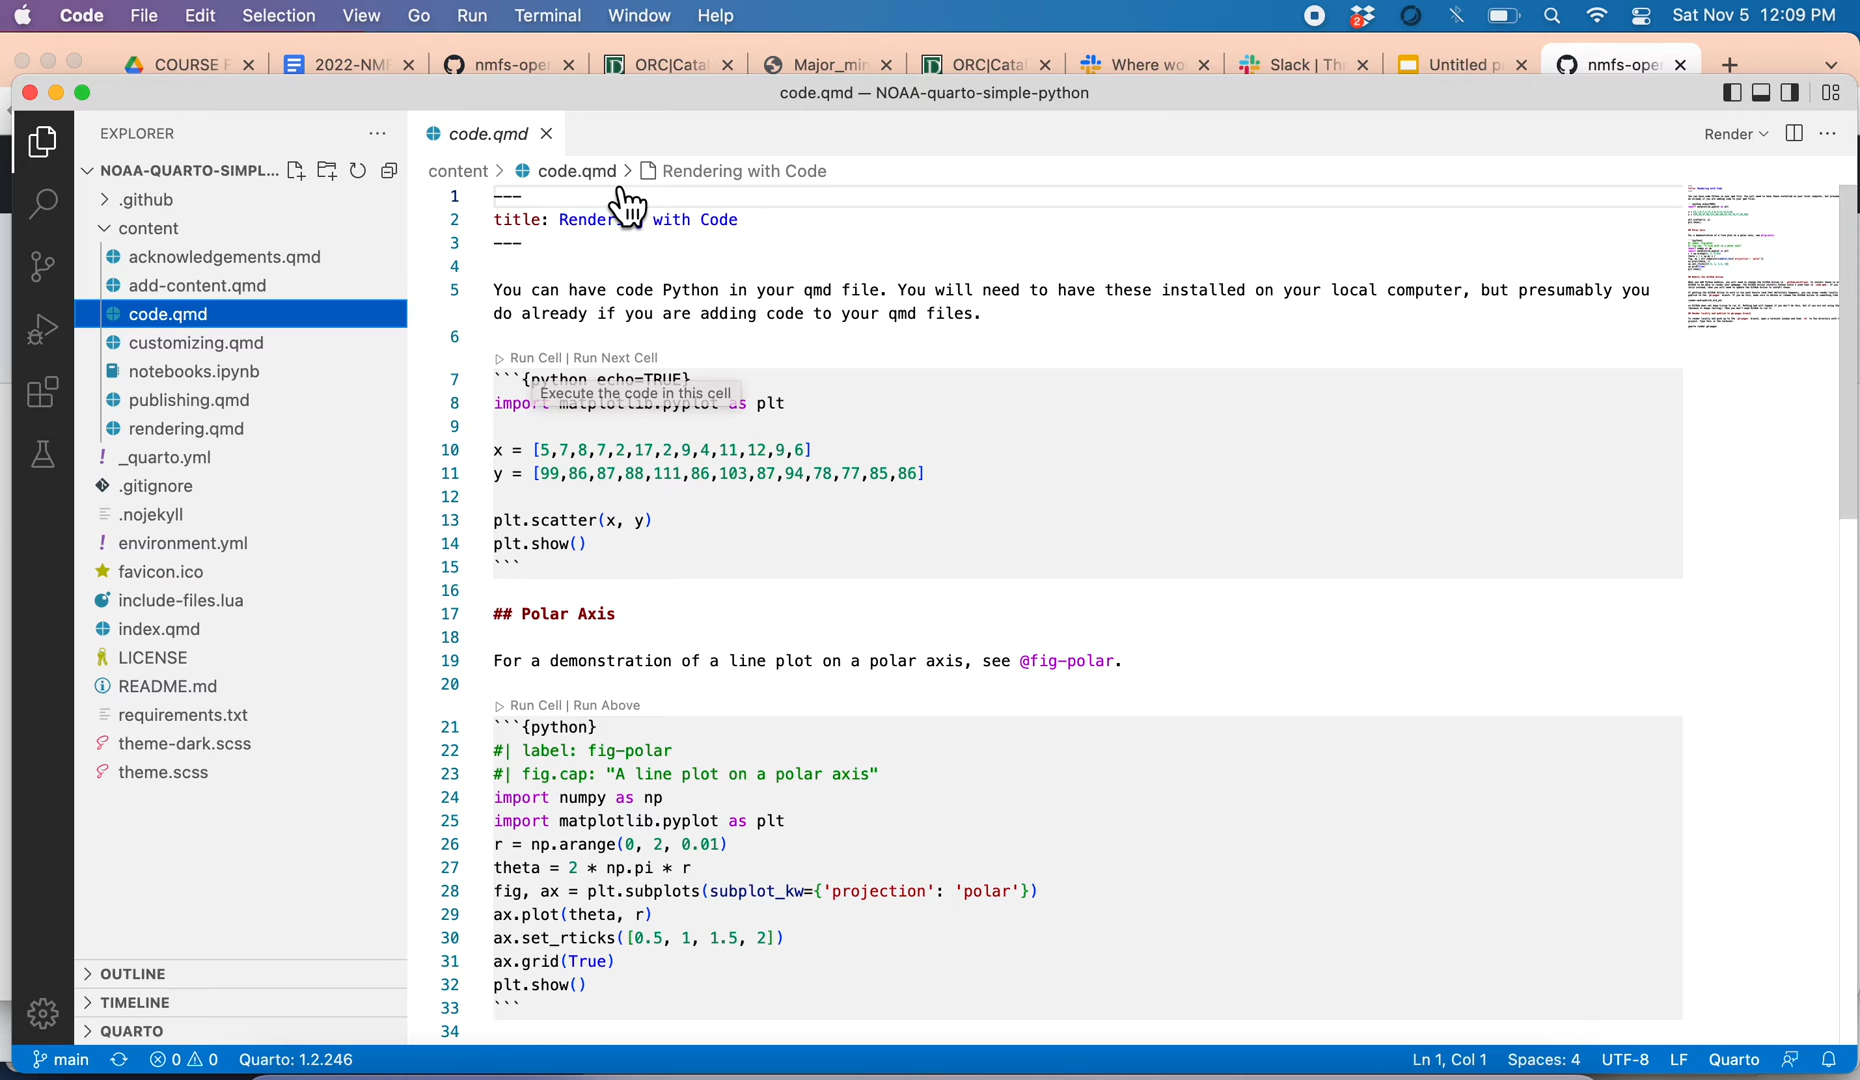 Code File Edit Selection View Go Run Terminal Window Help 2 Sat Nov 5 12:09 PM
COURSE F 2022-NMF nmfs-oper ORC|Catal Major_min ORC|Catal Where wo Slack | Th Untitled p nmfs-oper
code.qmd — NOAA-quarto-simple-python
EXPLORER
code.qmd
Render
NOAA-QUARTO-SIMPL...
content > code.qmd > Rendering with Code
.github
content
acknowledgements.qmd
add-content.qmd
code.qmd
customizing.qmd
notebooks.ipynb
publishing.qmd
rendering.qmd
_quarto.yml
.gitignore
.nojekyll
environment.yml
favicon.ico
include-files.lua
index.qmd
LICENSE
README.md
requirements.txt
theme-dark.scss
theme.scss
OUTLINE
TIMELINE
QUARTO
1 ---
2 title: Rendering with Code
3 ---
4
5 You can have code Python in your qmd file. You will need to have these installed on your local computer, but presumably you
do already if you are adding code to your qmd files.
6
Run Cell | Run Next Cell
7 ```{python echo=TRUE}
Execute the code in this cell
8 import matplotlib.pyplot as plt
9
10 x = [5,7,8,7,2,17,2,9,4,11,12,9,6]
11 y = [99,86,87,88,111,86,103,87,94,78,77,85,86]
12
13 plt.scatter(x, y)
14 plt.show()
15 ```
16
17 ## Polar Axis
18
19 For a demonstration of a line plot on a polar axis, see @fig-polar.
20
Run Cell | Run Above
21 ```{python}
22 #| label: fig-polar
23 #| fig.cap: "A line plot on a polar axis"
24 import numpy as np
25 import matplotlib.pyplot as plt
26 r = np.arange(0, 2, 0.01)
27 theta = 2 * np.pi * r
28 fig, ax = plt.subplots(subplot_kw={'projection': 'polar'})
29 ax.plot(theta, r)
30 ax.set_rticks([0.5, 1, 1.5, 2])
31 ax.grid(True)
32 plt.show()
33 ```
34
main 0 0 Quarto: 1.2.246 Ln 1, Col 1 Spaces: 4 UTF-8 LF Quarto